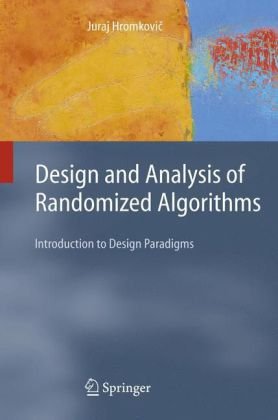 Juraj Hromkovič
Design and Analysis of
Randomized Algorithms
Introduction to Design Paradigms
Springer